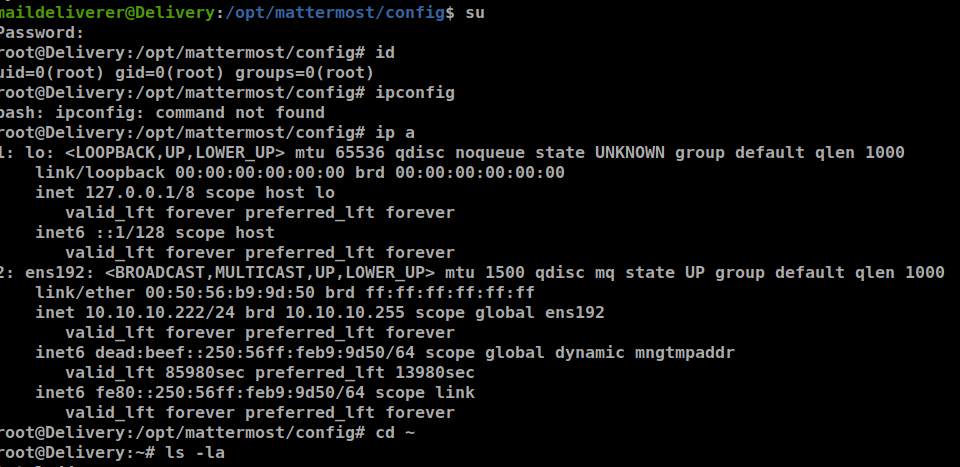 maildeliverer@Delivery:/opt/mattermost/config$ su
Password:
root@Delivery:/opt/mattermost/config# id
uid=0(root) gid=0(root) groups=0(root)
root@Delivery:/opt/mattermost/config# ipconfig
bash: ipconfig: command not found
root@Delivery:/opt/mattermost/config# ip a
1: lo: <LOOPBACK,UP,LOWER_UP> mtu 65536 qdisc noqueue state UNKNOWN group default qlen 1000
    link/loopback 00:00:00:00:00:00 brd 00:00:00:00:00:00
    inet 127.0.0.1/8 scope host lo
       valid_lft forever preferred_lft forever
    inet6 ::1/128 scope host
       valid_lft forever preferred_lft forever
2: ens192: <BROADCAST,MULTICAST,UP,LOWER_UP> mtu 1500 qdisc mq state UP group default qlen 1000
    link/ether 00:50:56:b9:9d:50 brd ff:ff:ff:ff:ff:ff
    inet 10.10.10.222/24 brd 10.10.10.255 scope global ens192
       valid_lft forever preferred_lft forever
    inet6 dead:beef::250:56ff:feb9:9d50/64 scope global dynamic mngtmpaddr
       valid_lft 85980sec preferred_lft 13980sec
    inet6 fe80::250:56ff:feb9:9d50/64 scope link
       valid_lft forever preferred_lft forever
root@Delivery:/opt/mattermost/config# cd ~
root@Delivery:~# ls -la